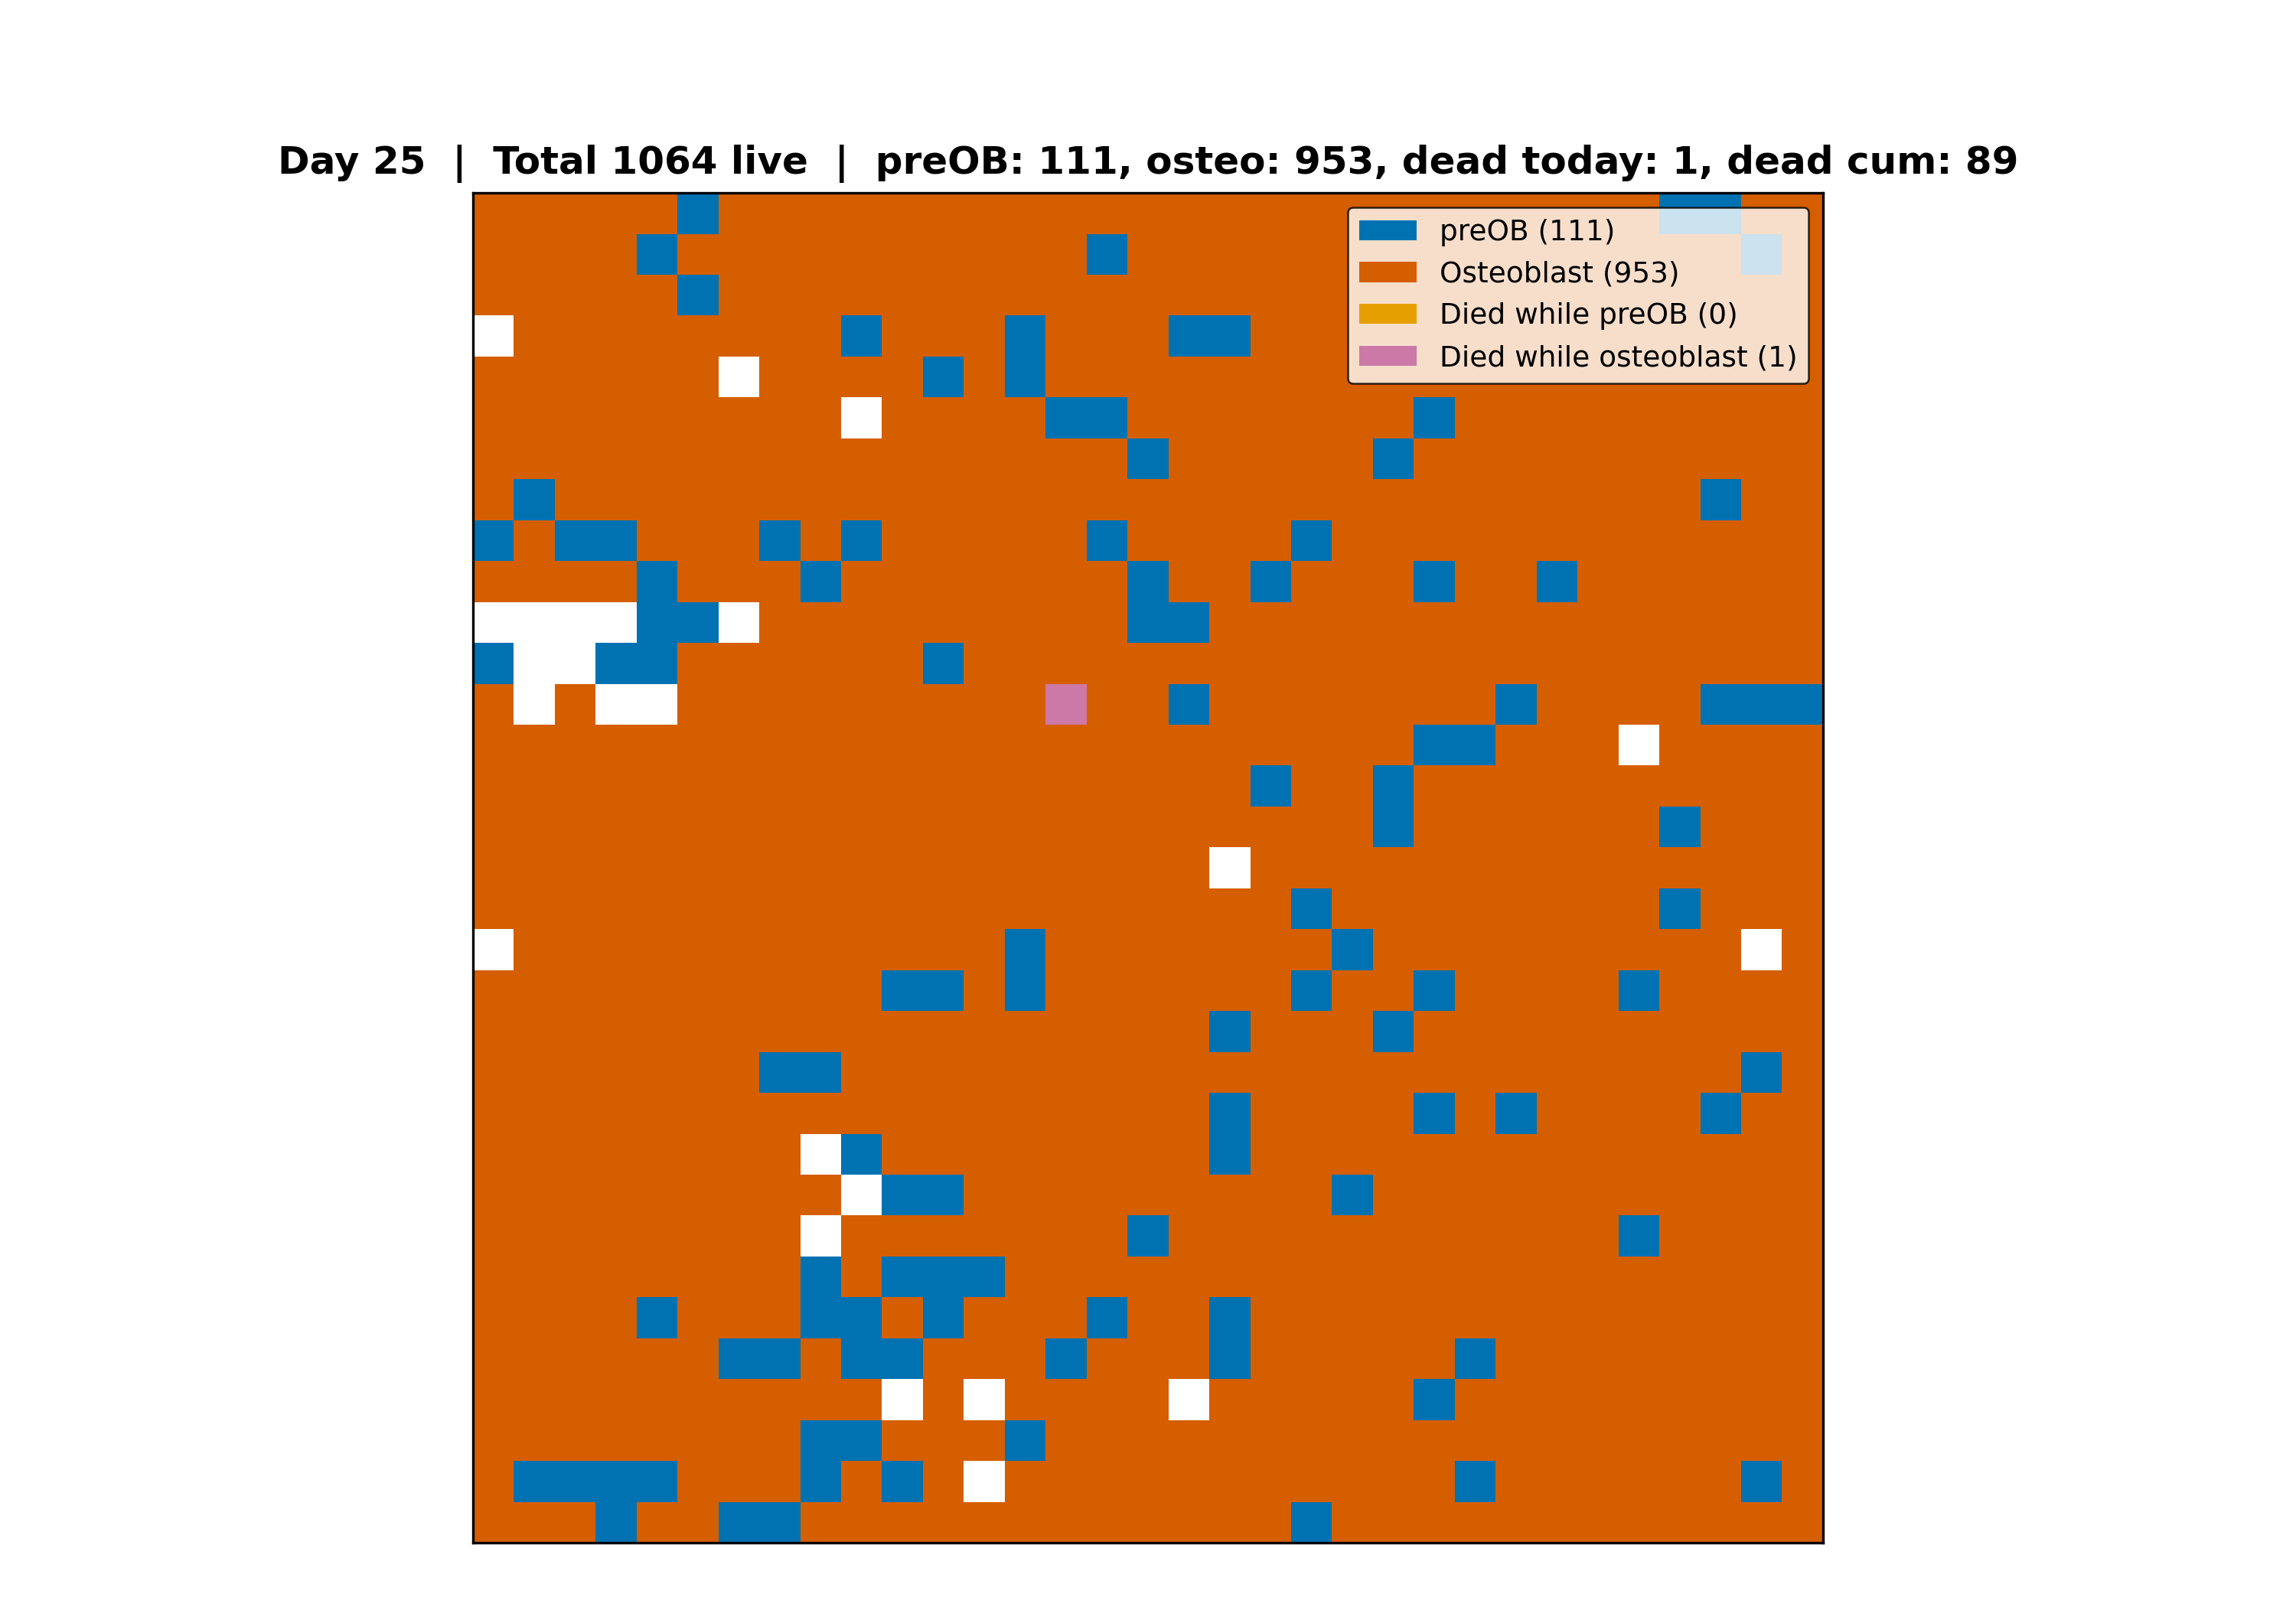 Day 25 | Total 1064 live | preOB: 111, osteo: 953, dead today: 1, dead cum: 89
preOB (111)
Osteoblast (953)
Died while preOB (0)
Died while osteoblast (1)